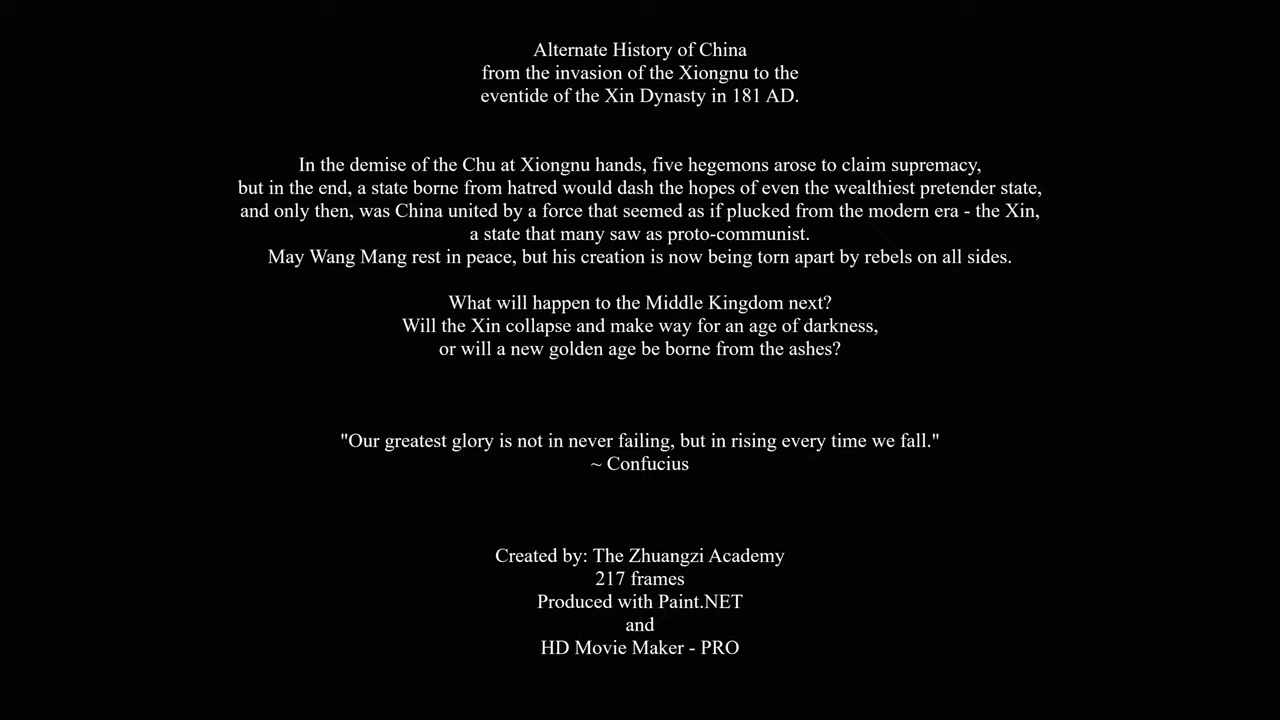 Alternate History of China
from the invasion of the Xiongnu to the
eventide of the Xin Dynasty in 181 AD.
In the demise of the Chu at Xiongnu hands, five hegemons arose to claim supremacy,
but in the end, a state borne from hatred would dash the hopes of even the wealthiest pretender state,
and only then, was China united by a force that seemed as if plucked from the modern era - the Xin,
a state that many saw as proto-communist.
May Wang Mang rest in peace, but his creation is now being torn apart by rebels on all sides.
What will happen to the Middle Kingdom next?
Will the Xin collapse and make way for an age of darkness,
or will a new golden age be borne from the ashes?
"Our greatest glory is not in never failing, but in rising every time we fall."
~ Confucius
Created by: The Zhuangzi Academy
217 frames
Produced with Paint.NET
and
HD Movie Maker - PRO